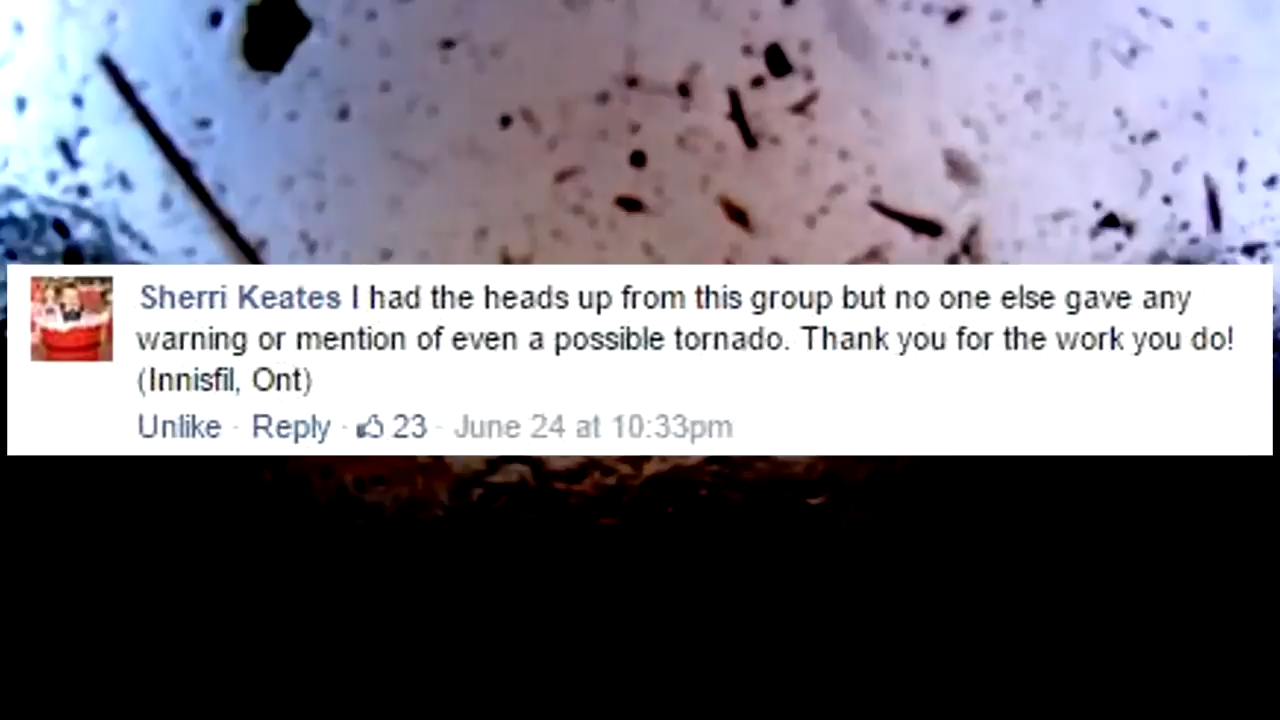 Sherri Keates I had the heads up from this group but no one else gave any
warning or mention of even a possible tornado. Thank you for the work you do!
(Innisfil, Ont)
Unlike · Reply · 23 · June 24 at 10:33pm